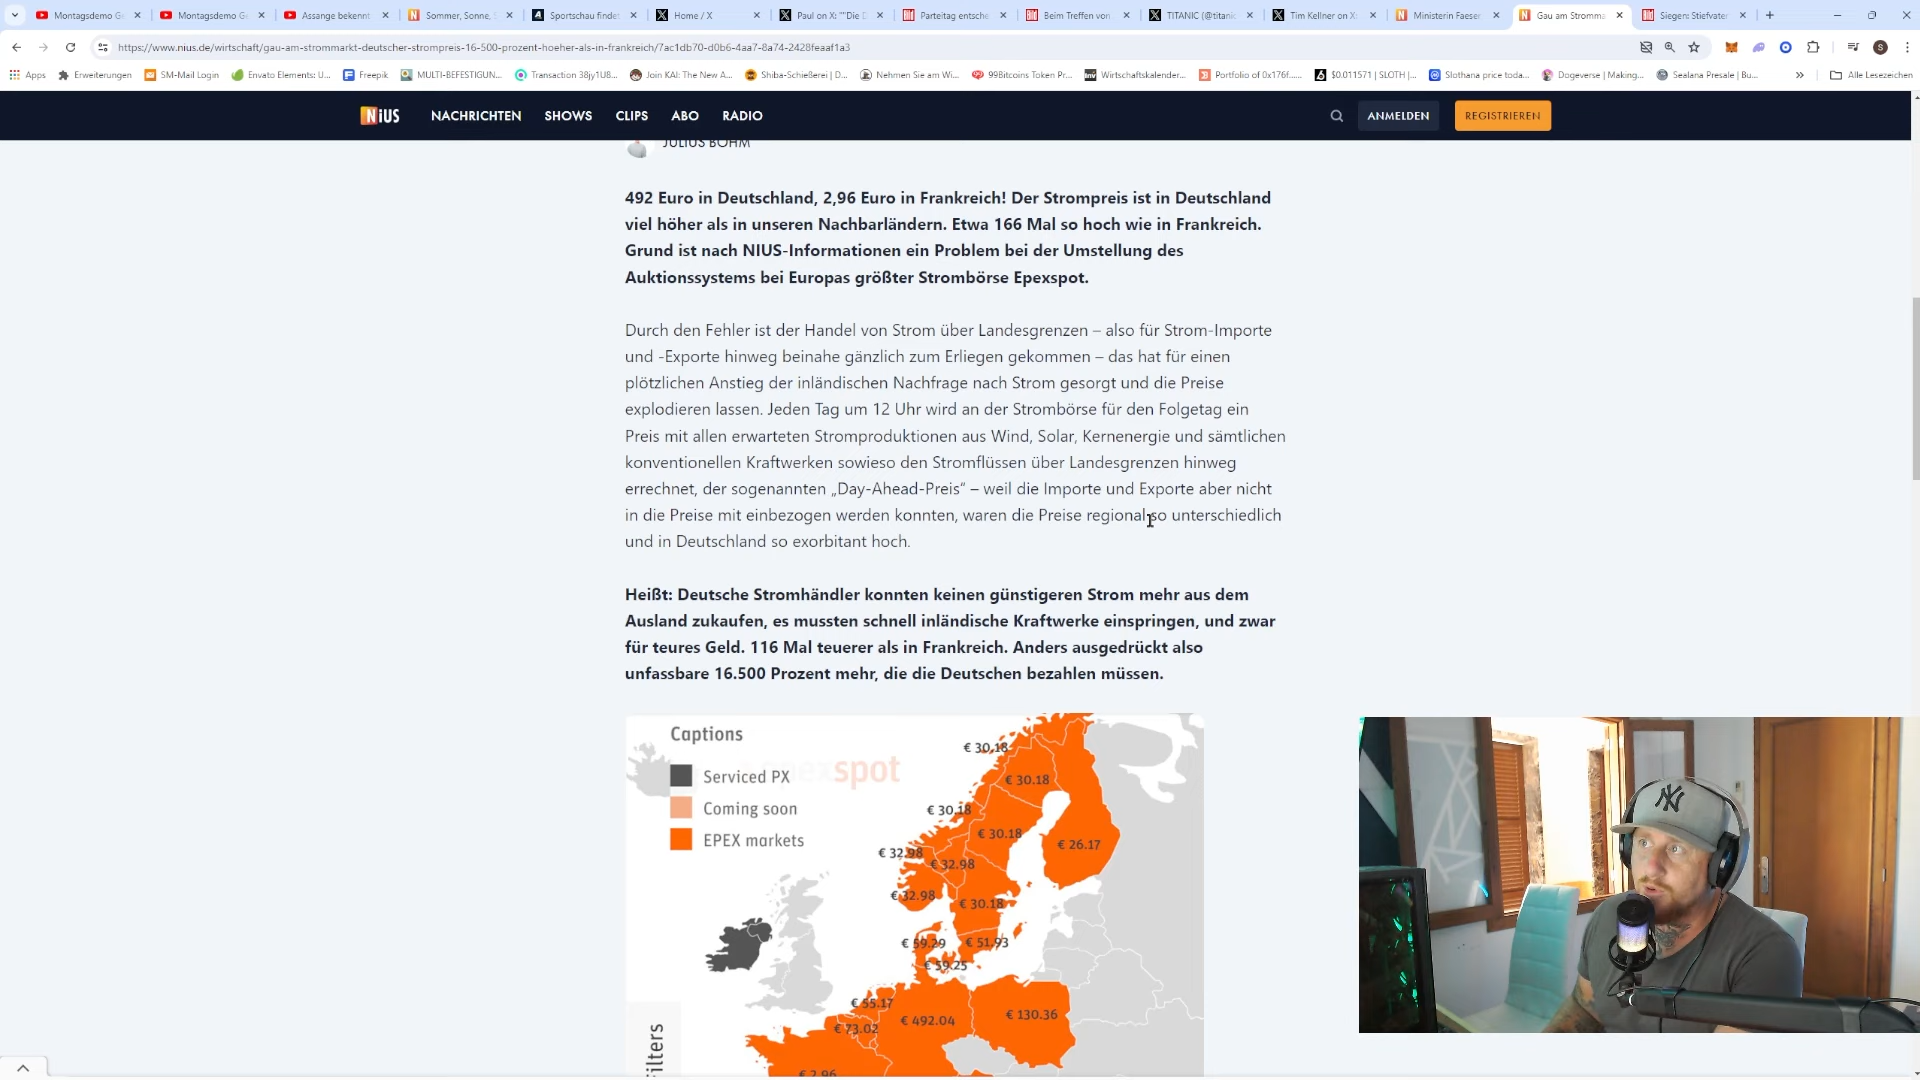 Montagsdemo G
Montagsdemo G
Assange bekennt
Sommer, Sonne, S
Sportschau findet
Home / X
Paul on X: ""Die D
Parteitag entsche
Beim Treffen von
TITANIC (@titanic
Tim Kellner on X:
Ministerin Faeser
Gau am Stromma
Siegen: Stiefvater
https://www.nius.de/wirtschaft/gau-am-strommarkt-deutscher-strompreis-16-500-prozent-hoeher-als-in-frankreich/7ac1db70-d0b6-4aa7-8a74-2428feaaf1a3
S
Apps
Erweiterungen
SM-Mail Login
Envato Elements: U...
Freepik
MULTI-BEFESTIGUN...
Transaction 38jy1U8...
Join KAI: The New A...
Shiba-Schießerei | D...
Nehmen Sie am Wi...
99Bitcoins Token Pr...
Wirtschaftskalender...
Portfolio of 0x176f......
$0.011571 | SLOTH |...
Slothana price toda...
Dogeverse | Making...
Sealana Presale | Bu...
Alle Lesezeichen
NIUS
NACHRICHTEN
SHOWS
CLIPS
ABO
RADIO
ANMELDEN
REGISTRIEREN
JULIUS BÖHM
492 Euro in Deutschland, 2,96 Euro in Frankreich! Der Strompreis ist in Deutschland
viel höher als in unseren Nachbarländern. Etwa 166 Mal so hoch wie in Frankreich.
Grund ist nach NIUS-Informationen ein Problem bei der Umstellung des
Auktionssystems bei Europas größter Strombörse Epexspot.
Durch den Fehler ist der Handel von Strom über Landesgrenzen – also für Strom-Importe
und -Exporte hinweg beinahe gänzlich zum Erliegen gekommen – das hat für einen
plötzlichen Anstieg der inländischen Nachfrage nach Strom gesorgt und die Preise
explodieren lassen. Jeden Tag um 12 Uhr wird an der Strombörse für den Folgetag ein
Preis mit allen erwarteten Stromproduktionen aus Wind, Solar, Kernenergie und sämtlichen
konventionellen Kraftwerken sowieso den Stromflüssen über Landesgrenzen hinweg
errechnet, der sogenannten „Day-Ahead-Preis“ – weil die Importe und Exporte aber nicht
in die Preise mit einbezogen werden konnten, waren die Preise regional so unterschiedlich
und in Deutschland so exorbitant hoch.
Heißt: Deutsche Stromhändler konnten keinen günstigeren Strom mehr aus dem
Ausland zukaufen, es mussten schnell inländische Kraftwerke einspringen, und zwar
für teures Geld. 116 Mal teuerer als in Frankreich. Anders ausgedrückt also
unfassbare 16.500 Prozent mehr, die die Deutschen bezahlen müssen.
Captions
epexspot
Serviced PX
Coming soon
EPEX markets
€ 30.18
€ 30.18
€ 30.18
€ 30.18
€ 26.17
€ 32.98
€ 32.98
€ 32.98
€ 30.18
€ 59.29
€ 51.93
€ 59.25
€ 55.17
€ 492.04
€ 130.36
€ 73.02
€ 2.96
Filters
NY